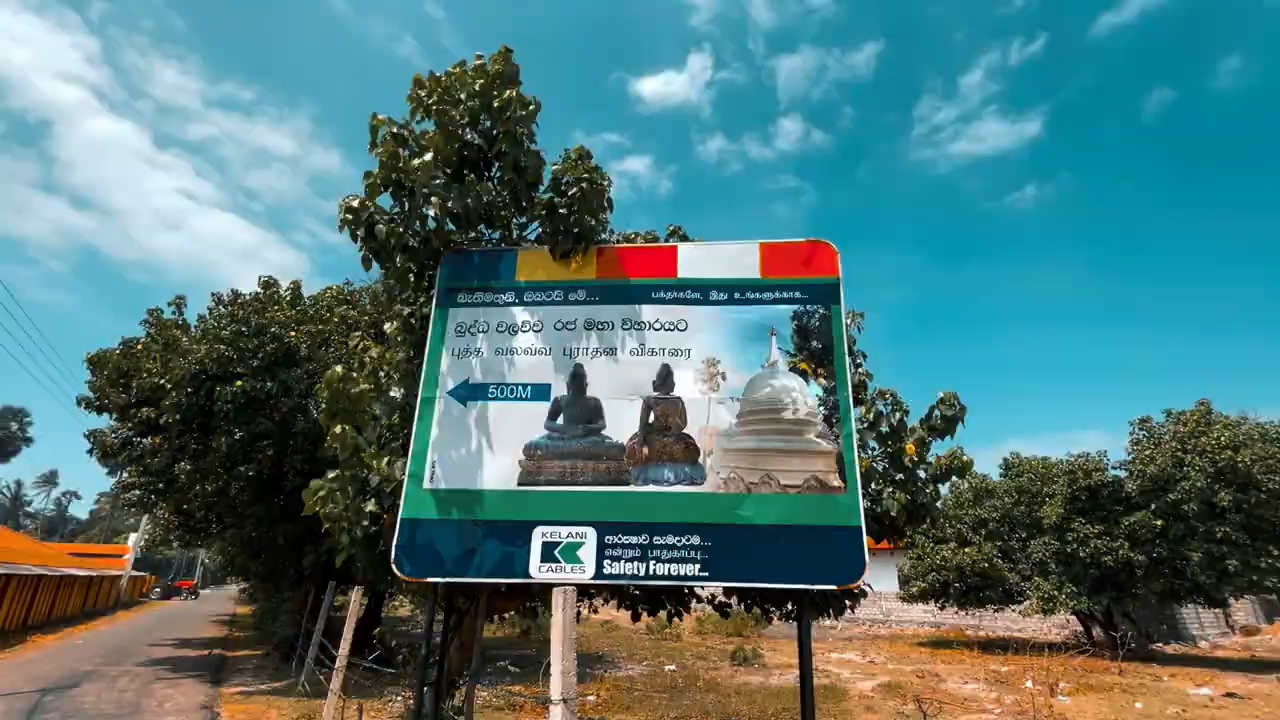 බැතිමතුනි, ඔබටයි මේ...
பக்தர்களே, இது உங்களுக்காக...
බුද්ධ වලව්ව රජ මහා විහාරයට
புத்த வலவ்வ புராதன விகாரை
500M
KELANI
CABLES
ආරක්ෂාව සැමදාටම...
என்றும் பாதுகாப்பு...
Safety Forever...